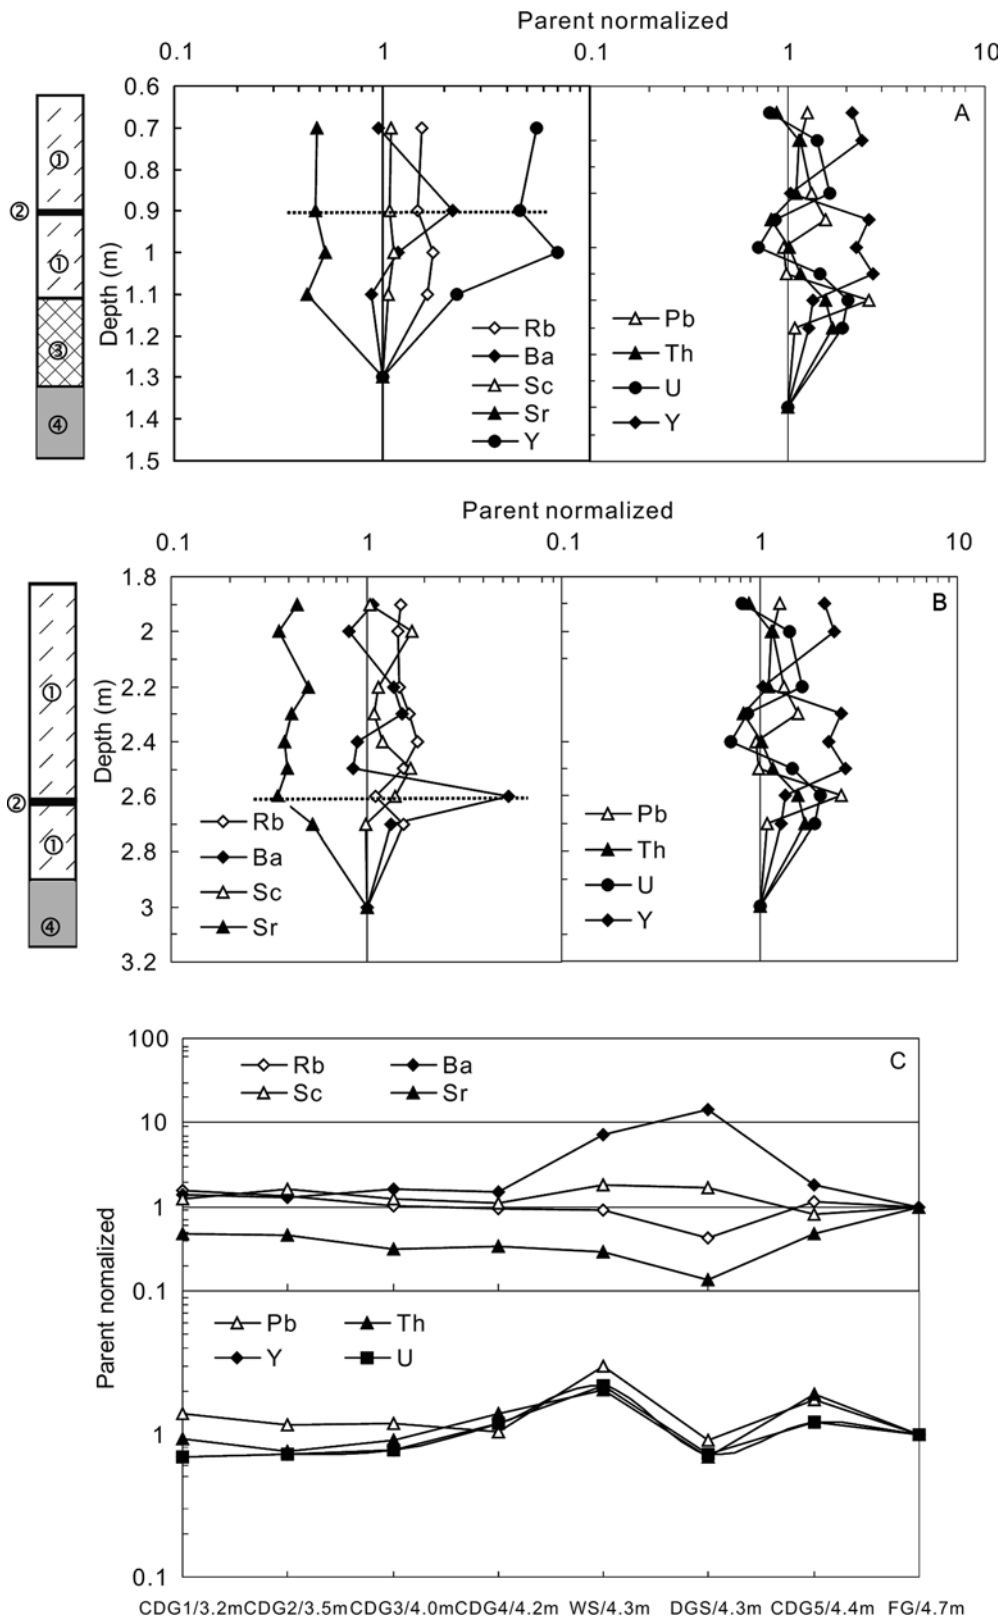 Parent normalized
0.1 1 0.1 1 10
0.6
0.7
0.8
0.9
1
1.1
1.2
1.3
1.4
1.5
Depth (m)
①
②
①
③
④
A
Rb
Ba
Sc
Sr
Y
Pb
Th
U
Y
Parent normalized
0.1 1 0.1 1 10
1.8
2
2.2
2.4
2.6
2.8
3
3.2
Depth (m)
①
②
①
④
B
Rb
Ba
Sc
Sr
Pb
Th
U
Y
100
10
1
0.1
1
0.1
Parent nomalized
C
Rb Ba
Sc Sr
Pb Th
Y U
CDG1/3.2m CDG2/3.5m CDG3/4.0m CDG4/4.2m WS/4.3m DGS/4.3m CDG5/4.4m FG/4.7m